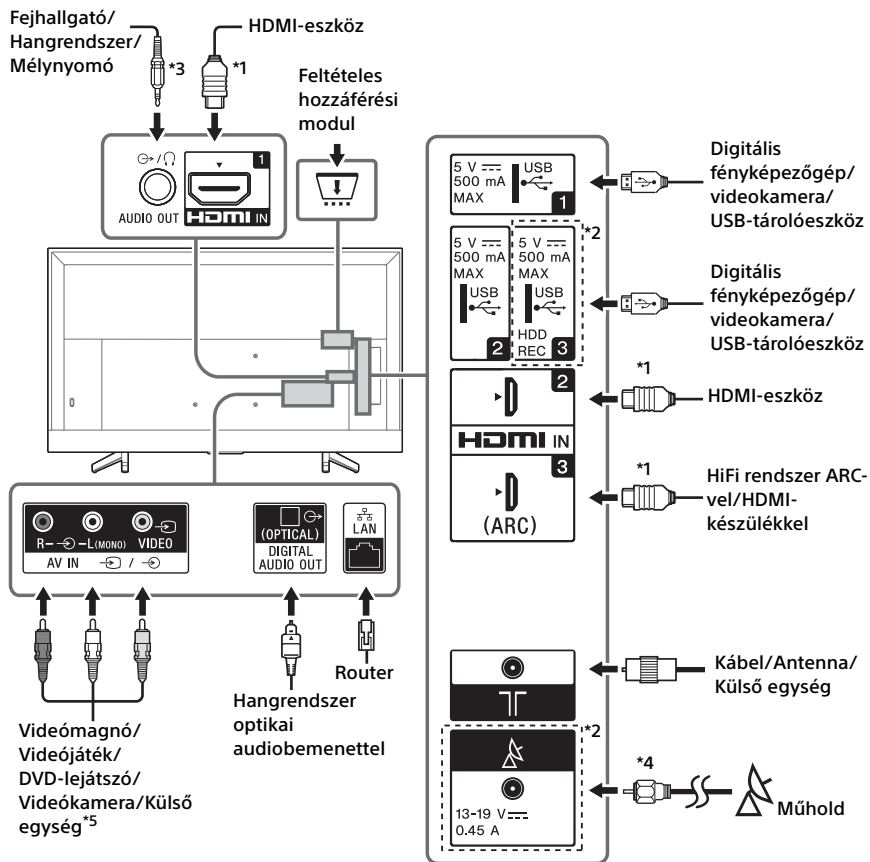 Fejhallgató/
Hangrendszer/
Mélynyomó
*3
*1
HDMI-eszköz
Feltételes
hozzáférési
modul
AUDIO OUT
1
HDMI IN
5 V
500 mA
MAX
USB
1
Digitális
fényképezőgép/
videokamera/
USB-tárolóeszköz
*2
5 V
500 mA
MAX
USB
2
5 V
500 mA
MAX
USB
HDD
REC 3
Digitális
fényképezőgép/
videokamera/
USB-tárolóeszköz
2
*1
HDMI-eszköz
HDMI IN
3
(ARC)
*1
HiFi rendszer ARC-
vel/HDMI-
készülékkel
R- -L(MONO) VIDEO
AV IN /
(OPTICAL)
DIGITAL
AUDIO OUT
LAN
Videómagnó/
Videójáték/
DVD-lejátszó/
Videókamera/Külső
egység*5
Hangrendszer
optikai
audiobemenettel
Router
Kábel/Antenna/
Külső egység
*2
13-19 V
0.45 A
*4
Műhold